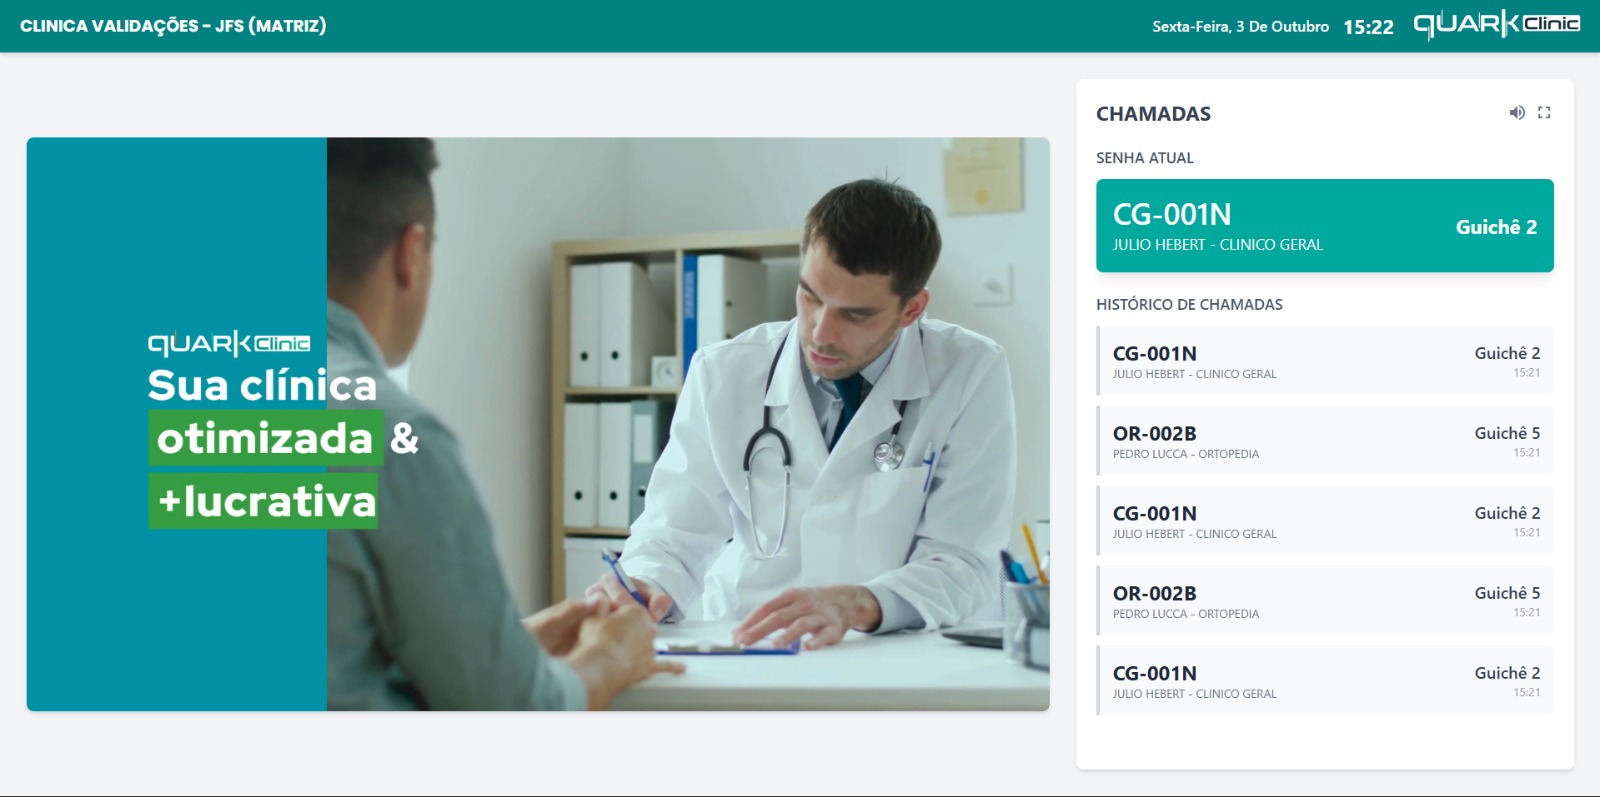 CLINICA VALIDAÇÕES - JFS (MATRIZ)
Sexta-Feira, 3 De Outubro 15:22 quark Clinic
quark Clinic
Sua clínica
otimizada &
+lucrativa
CHAMADAS
SENHA ATUAL
CG-001N
JULIO HEBERT - CLINICO GERAL
Guichê 2
HISTÓRICO DE CHAMADAS
CG-001N
JULIO HEBERT - CLINICO GERAL
Guichê 2
15:21
OR-002B
PEDRO LUCCA - ORTOPEDIA
Guichê 5
15:21
CG-001N
JULIO HEBERT - CLINICO GERAL
Guichê 2
15:21
OR-002B
PEDRO LUCCA - ORTOPEDIA
Guichê 5
15:21
CG-001N
JULIO HEBERT - CLINICO GERAL
Guichê 2
15:21